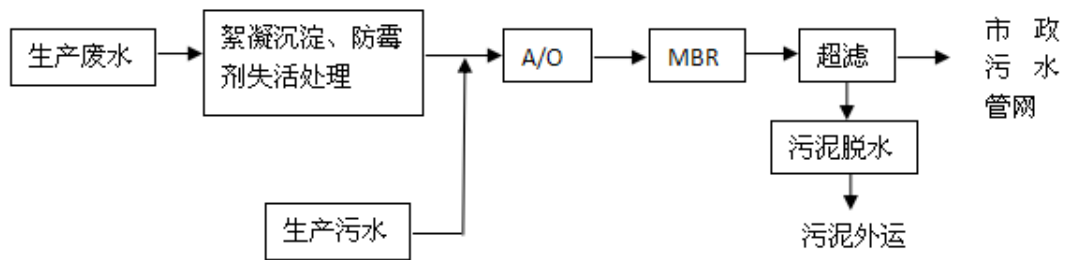 生产废水
絮凝沉淀、防霉
剂失活处理
A/O
MBR
超滤
市 政
污 水
管网
污泥脱水
生产污水
污泥外运